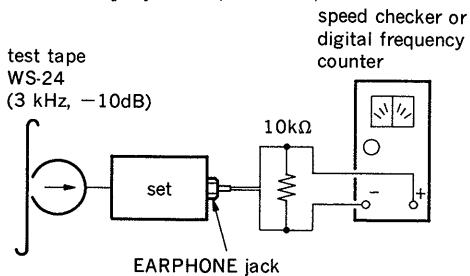 speed checker or
digital frequency
counter
test tape
WS-24
(3 kHz, −10dB)
10kΩ
set
− +
EARPHONE jack